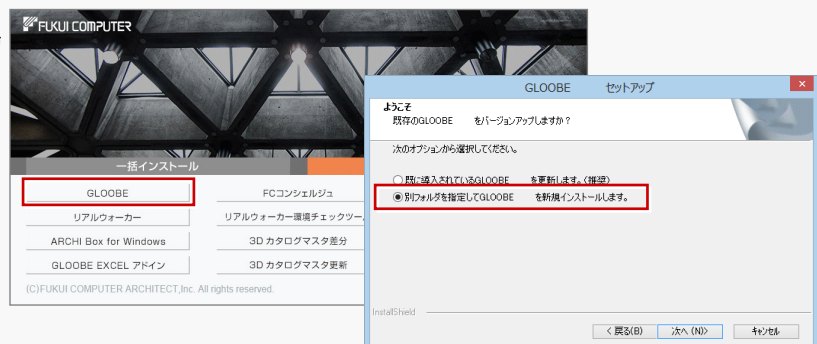 FUKUI COMPUTER
一括インストール
GLOOBE
FCコンシェルジュ
リアルウォーカー
リアルウォーカー環境チェックツー
ARCHI Box for Windows
3D カタログマスタ差分
GLOOBE EXCEL アドイン
3D カタログマスタ更新
(C)FUKUI COMPUTER ARCHITECT,Inc. All rights reserved.
GLOOBE セットアップ
ようこそ
既存のGLOOBE をバージョンアップしますか？
次のオプションから選択してください。
既に導入されているGLOOBE を更新します。(推奨)
別フォルダを指定してGLOOBE を新規インストールします。
InstallShield
< 戻る(B)
次へ (N)>
キャンセル